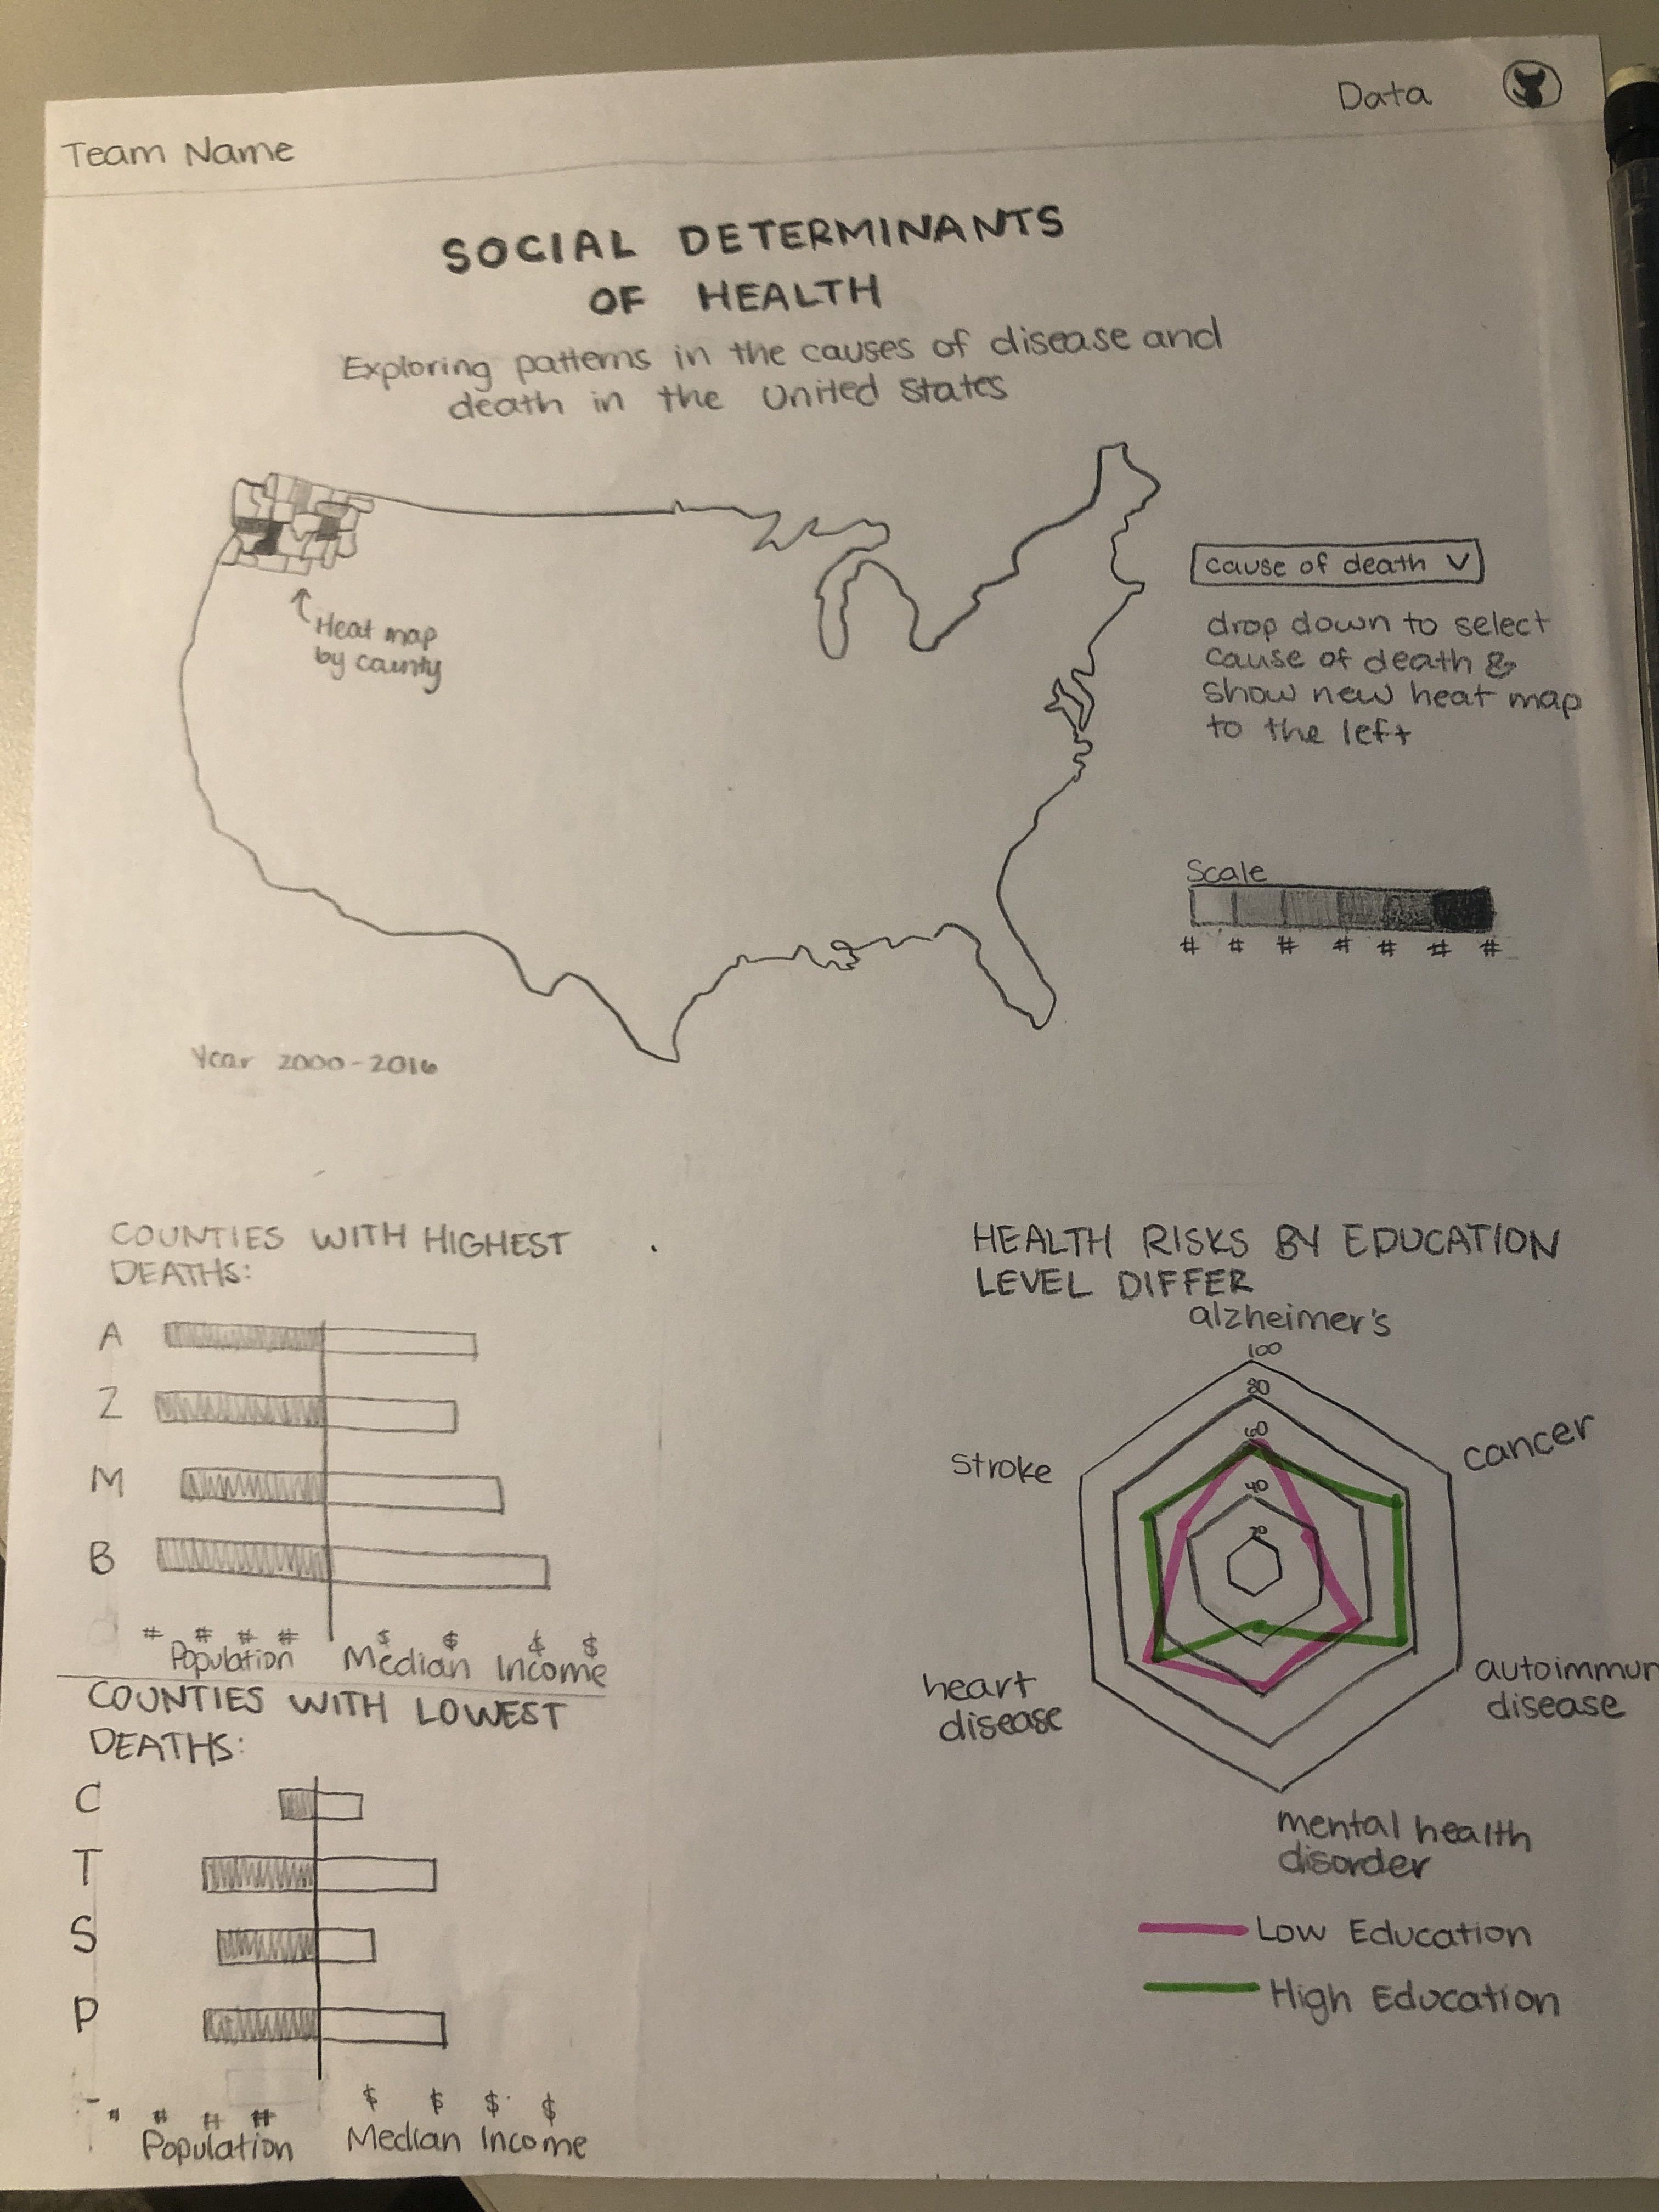 Team Name
Data
SOCIAL DETERMINANTS
OF HEALTH
Exploring patterns in the causes of disease and
death in the United States
Heat map
by county
cause of death V
drop down to select
cause of death &
show new heat map
to the left
Scale
# # # # # # #
Year 2000-2016
COUNTIES WITH HIGHEST
DEATHS:
A
Z
M
B
# # # #
Population
$ $ $ $
Median Income
COUNTIES WITH LOWEST
DEATHS:
C
T
S
P
# # # #
Population
$ $ $ $
Median Income
HEALTH RISKS BY EDUCATION
LEVEL DIFFER
alzheimer's
100
80
60
40
20
cancer
stroke
autoimmun
disease
heart
disease
mental health
disorder
Low Education
High Education